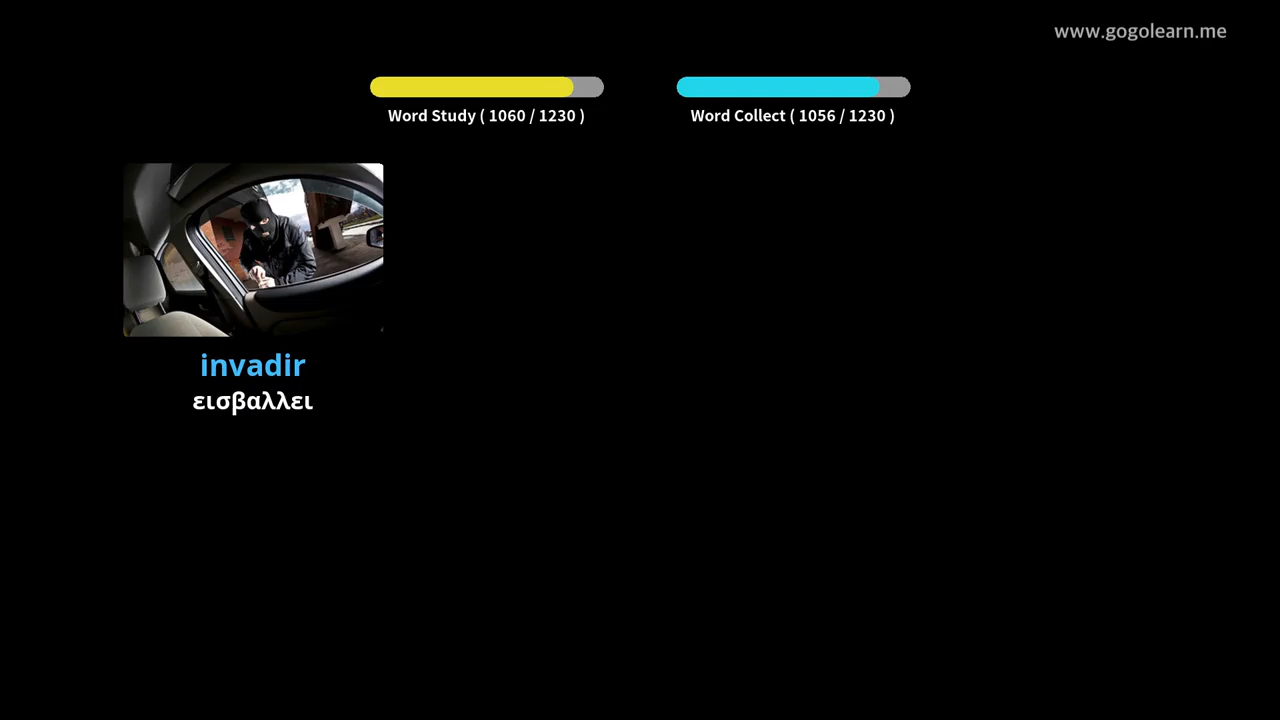 www.gogolearn.me
Word Study ( 1060 / 1230 )
Word Collect ( 1056 / 1230 )
invadir
εισβαλλει